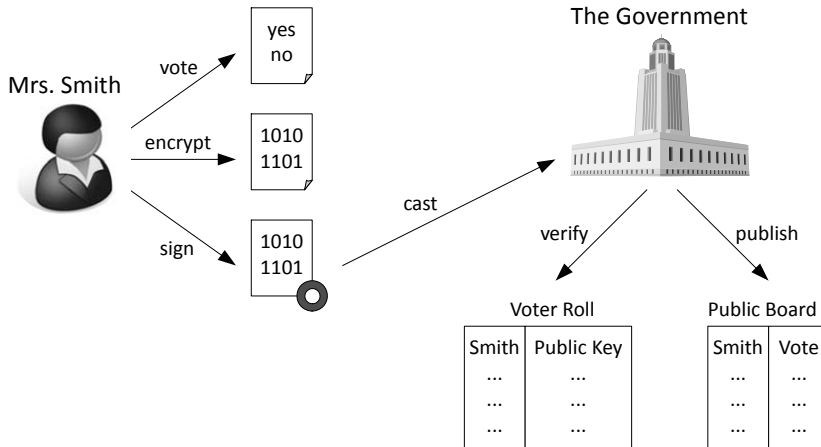 The Government
yes
no
vote
Mrs. Smith
encrypt
1010
1101
cast
sign
1010
1101
verify
publish
Voter Roll
Public Board
Smith Public Key
... ...
... ...
... ...
Smith Vote
... ...
... ...
... ...